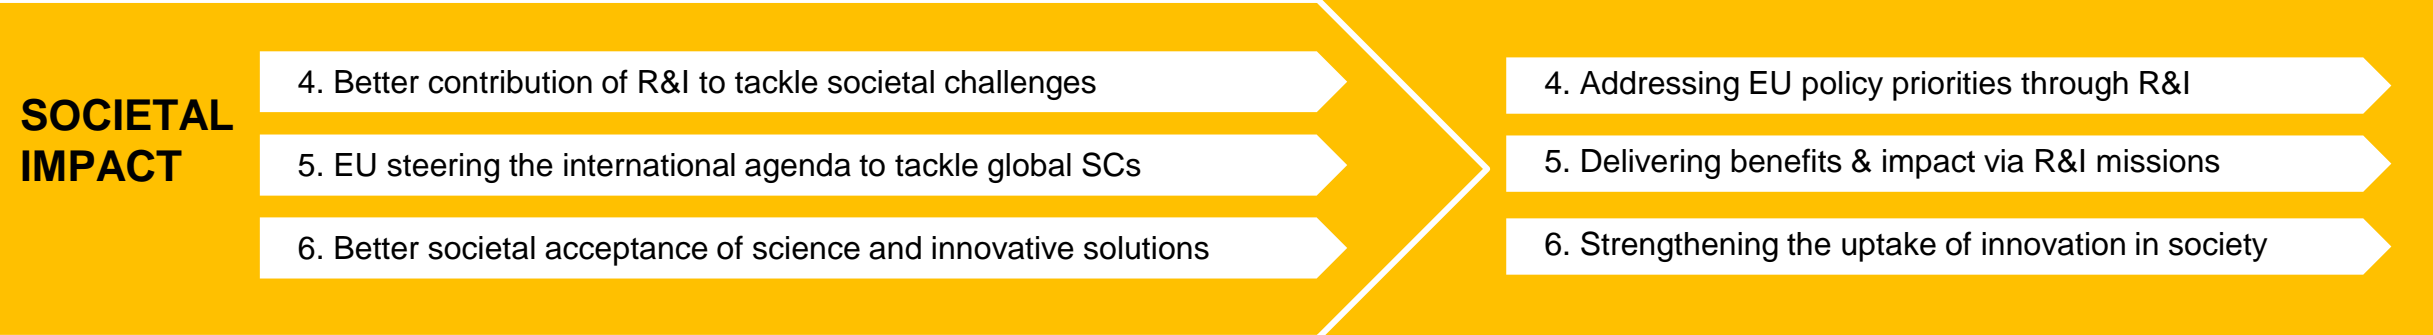 SOCIETAL
IMPACT
4. Better contribution of R&I to tackle societal challenges
5. EU steering the international agenda to tackle global SCs
6. Better societal acceptance of science and innovative solutions
4. Addressing EU policy priorities through R&I
5. Delivering benefits & impact via R&I missions
6. Strengthening the uptake of innovation in society